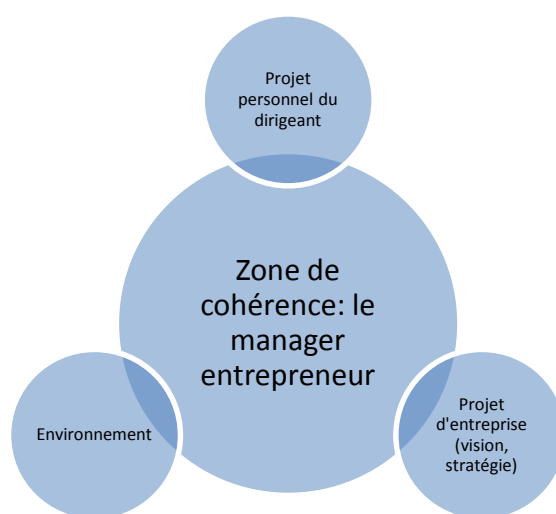 Projet
personnel du
dirigeant
Zone de
cohérence: le
manager
entrepreneur
Environnement
Projet
d'entreprise
(vision,
stratégie)